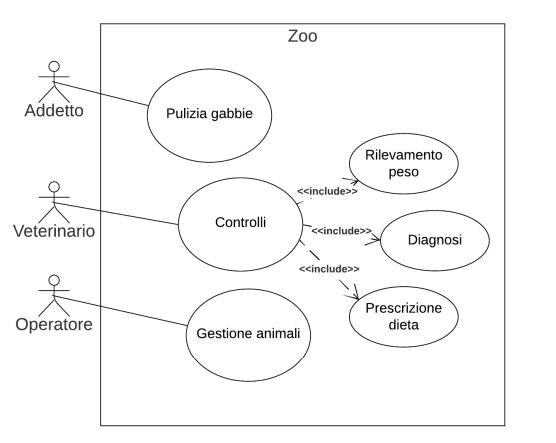 Zoo
Addetto
Pulizia gabbie
Rilevamento
peso
<<include>>
Veterinario
Controlli
<<include>>
Diagnosi
<<include>>
Operatore
Prescrizione
dieta
Gestione animali